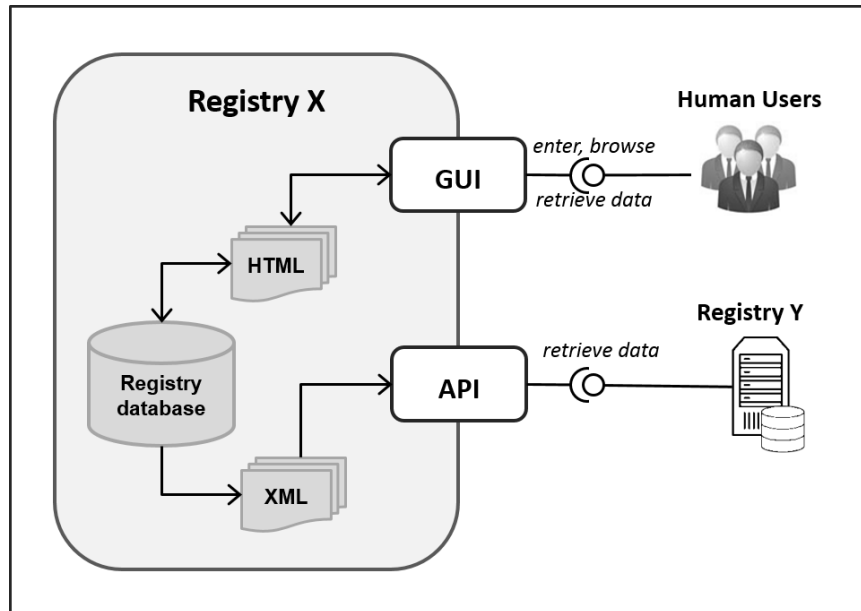 Registry X
Human Users
enter, browse
GUI
retrieve data
HTML
Registry Y
retrieve data
Registry
database
API
XML